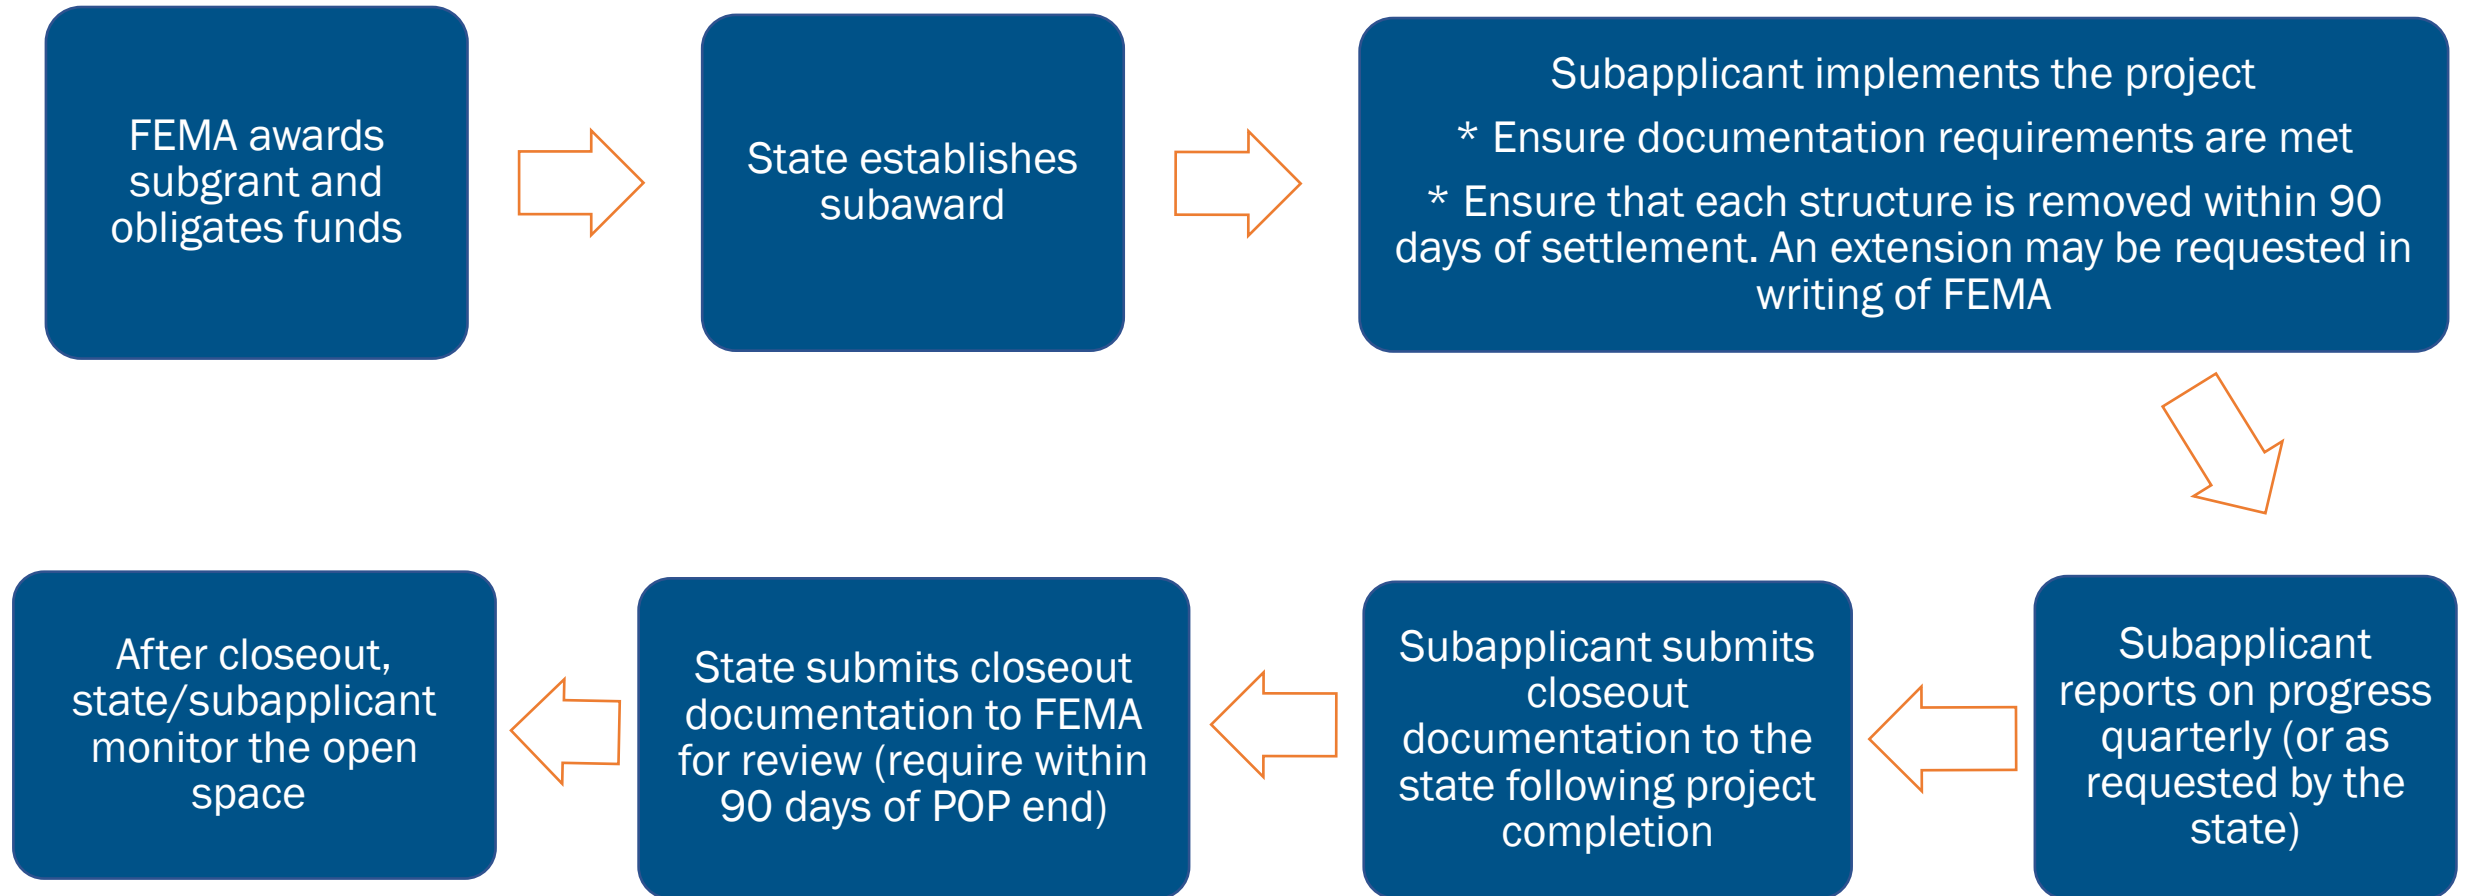 FEMA awards
subgrant and
obligates funds
State establishes
subaward
Subapplicant implements the project
* Ensure documentation requirements are met
* Ensure that each structure is removed within 90
days of settlement. An extension may be requested in
writing of FEMA
Subapplicant
reports on progress
quarterly (or as
requested by the
state)
Subapplicant submits
closeout
documentation to the
state following project
completion
State submits closeout
documentation to FEMA
for review (require within
90 days of POP end)
After closeout,
state/subapplicant
monitor the open
space